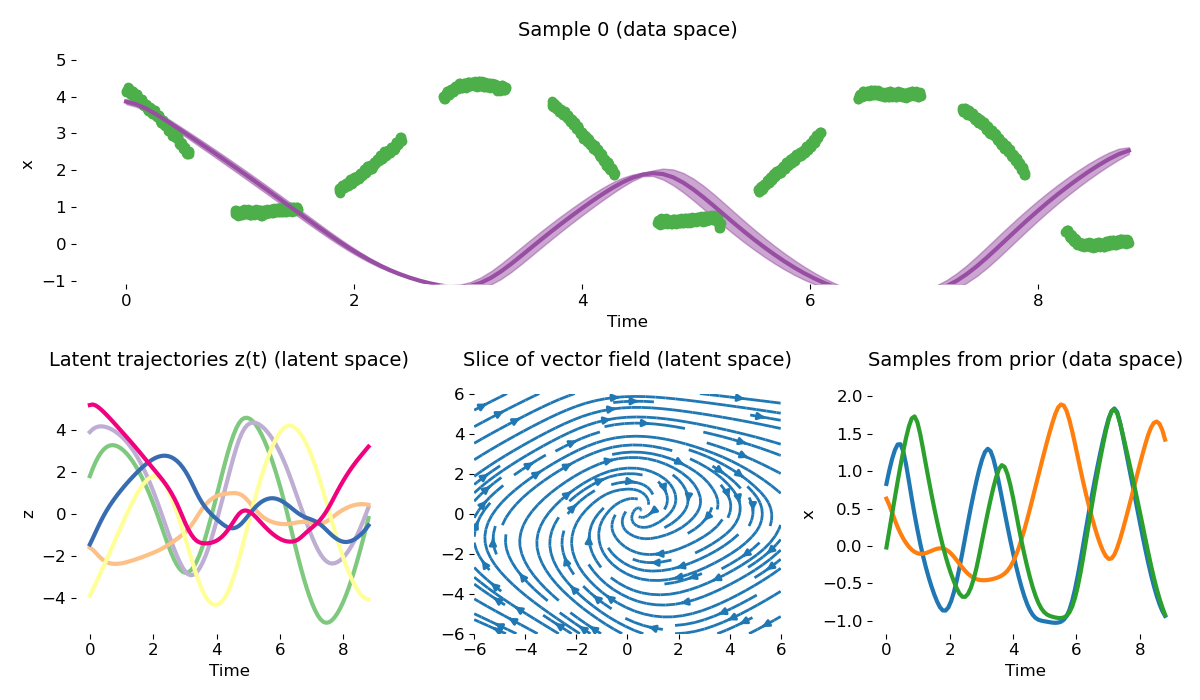 Sample 0 (data space)
5
4
3
2
1
0
−1
x
0 2 4 6 8
Time
Latent trajectories z(t) (latent space)
4
2
0
−2
−4
z
0 2 4 6 8
Time
Slice of vector field (latent space)
6
4
2
0
−2
−4
−6
−6 −4 −2 0 2 4 6
Samples from prior (data space)
2.0
1.5
1.0
0.5
0.0
−0.5
−1.0
x
0 2 4 6 8
Time